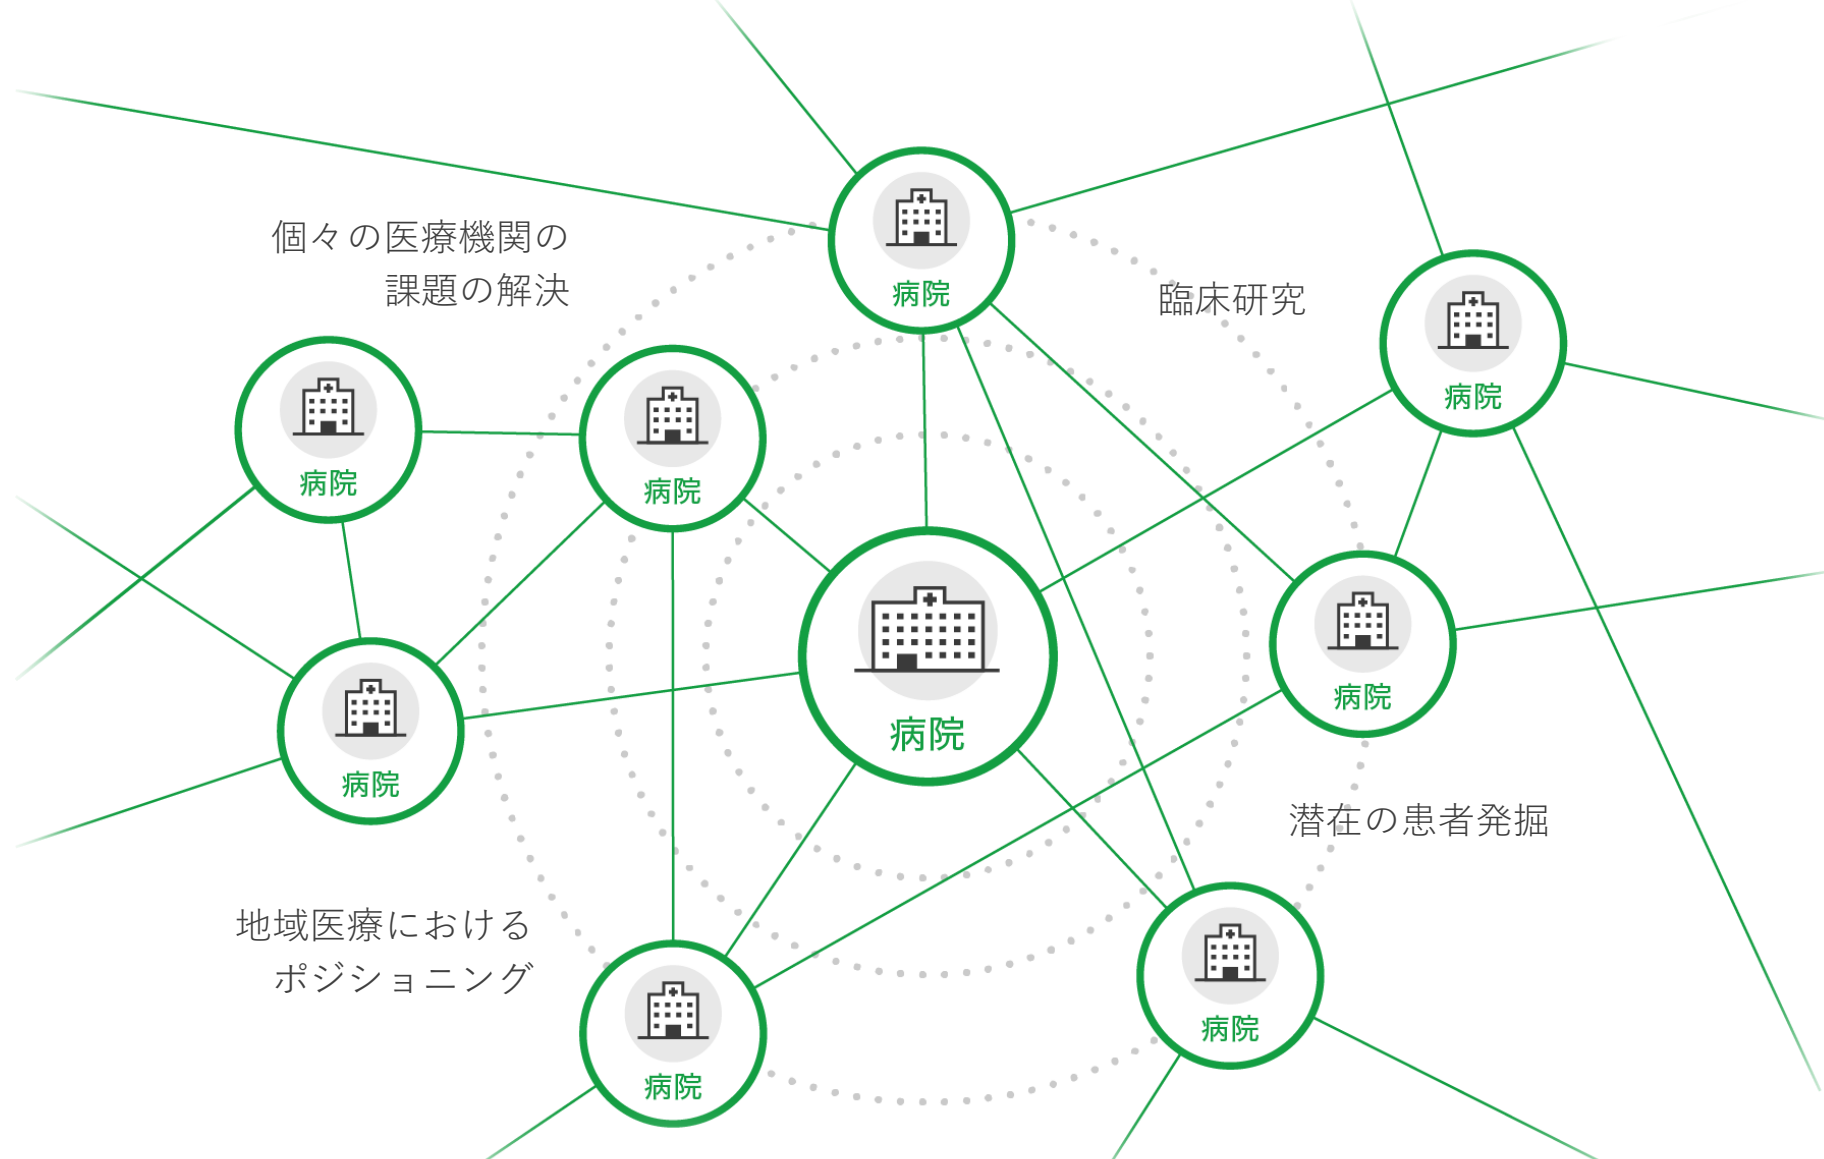 個々の医療機関の
課題の解決
病院
臨床研究
病院
病院
病院
病院
病院
病院
潜在の患者発掘
地域医療における
ポジショニング
病院
病院